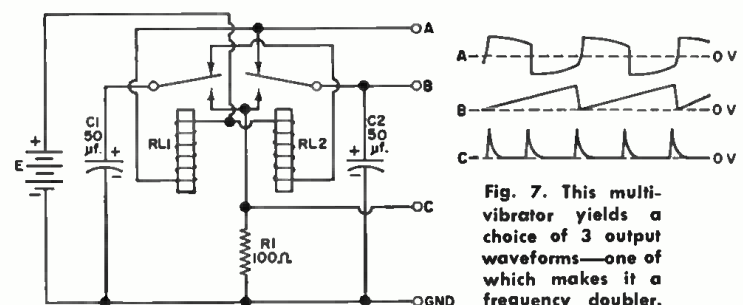 A
B
C1
50
μf.
+
-
RL1
RL2
C2
50
μf.
+
-
E
+
-
C
R1
100Ω
GND
A
0 V
B
0 V
C
0 V
Fig. 7. This multi-
vibrator yields a
choice of 3 output
waveforms—one of
which makes it a
frequency doubler.